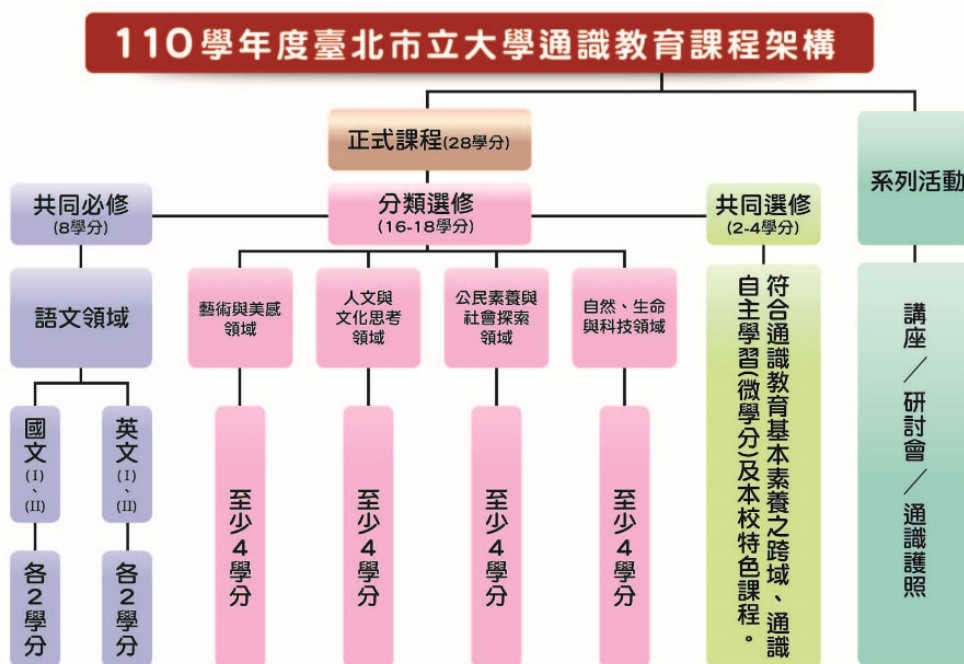 110學年度臺北市立大學通識教育課程架構
正式課程(28學分)
系列活動
共同必修
(8學分)
分類選修
(16-18學分)
共同選修
(2-4學分)
語文領域
藝術與美感
領域
人文與
文化思考
領域
公民素養與
社會探索
領域
自然、生命
與科技領域
符合通識教育基本素養之跨域、通識
自主學習(微學分)及本校特色課程。
講座／研討會／通識護照
國文(I)、(II)
英文(I)、(II)
各2學分
各2學分
至少4學分
至少4學分
至少4學分
至少4學分